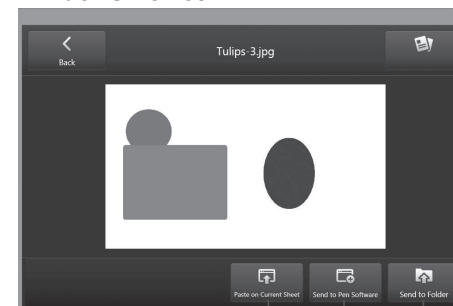 Tulips-3.jpg
Back
Paste on Current Sheet
Send to Pen Software
Send to Folder